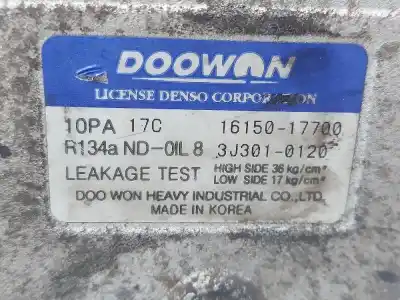 DOOWON
LICENSE DENSO CORPORATION
10PA 17C 16150-17700
R134a ND-OIL 8 3J301-0120
LEAKAGE TEST HIGH SIDE 36 kg/cm²
LOW SIDE 17 kg/cm²
DOO WON HEAVY INDUSTRIAL CO.,LTD.
MADE IN KOREA